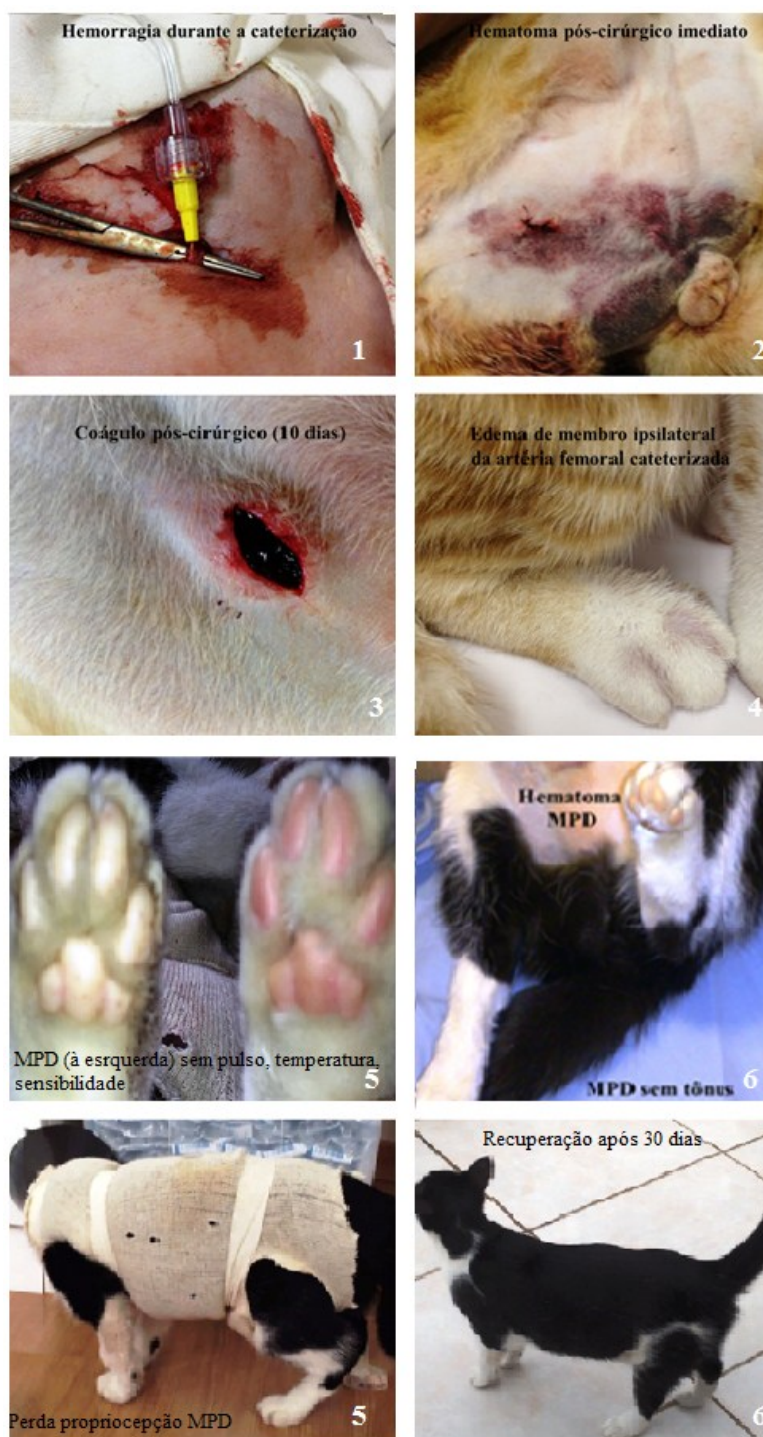 Hemorragia durante a cateterização
1
Hematoma pós-cirúrgico imediato
2
Coágulo pós-cirúrgico (10 dias)
3
Edema de membro ipsilateral
da artéria femoral cateterizada
4
MPD (à esrquerda) sem pulso, temperatura,
sensibilidade
5
Hematoma
MPD
MPD sem tônus
6
Perda propriocepção MPD
5
Recuperação após 30 dias
6